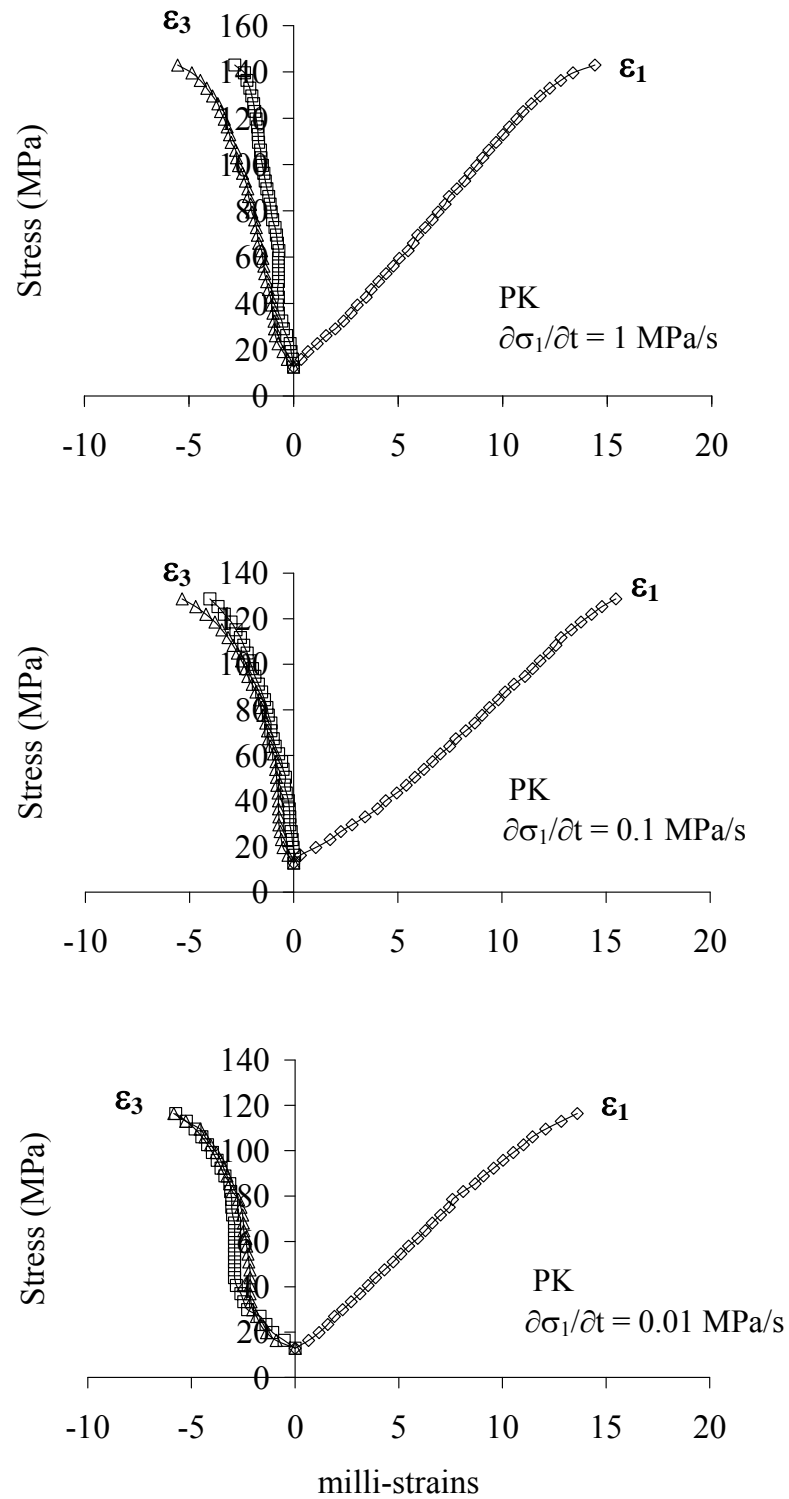 ε3
ε1
160
140
120
100
80
60
40
20
0
Stress (MPa)
PK
∂σ1/∂t = 1 MPa/s
-10 -5 0 5 10 15 20
ε3
ε1
140
120
100
80
60
40
20
0
Stress (MPa)
PK
∂σ1/∂t = 0.1 MPa/s
-10 -5 0 5 10 15 20
ε3
ε1
140
120
100
80
60
40
20
0
Stress (MPa)
PK
∂σ1/∂t = 0.01 MPa/s
-10 -5 0 5 10 15 20
milli-strains